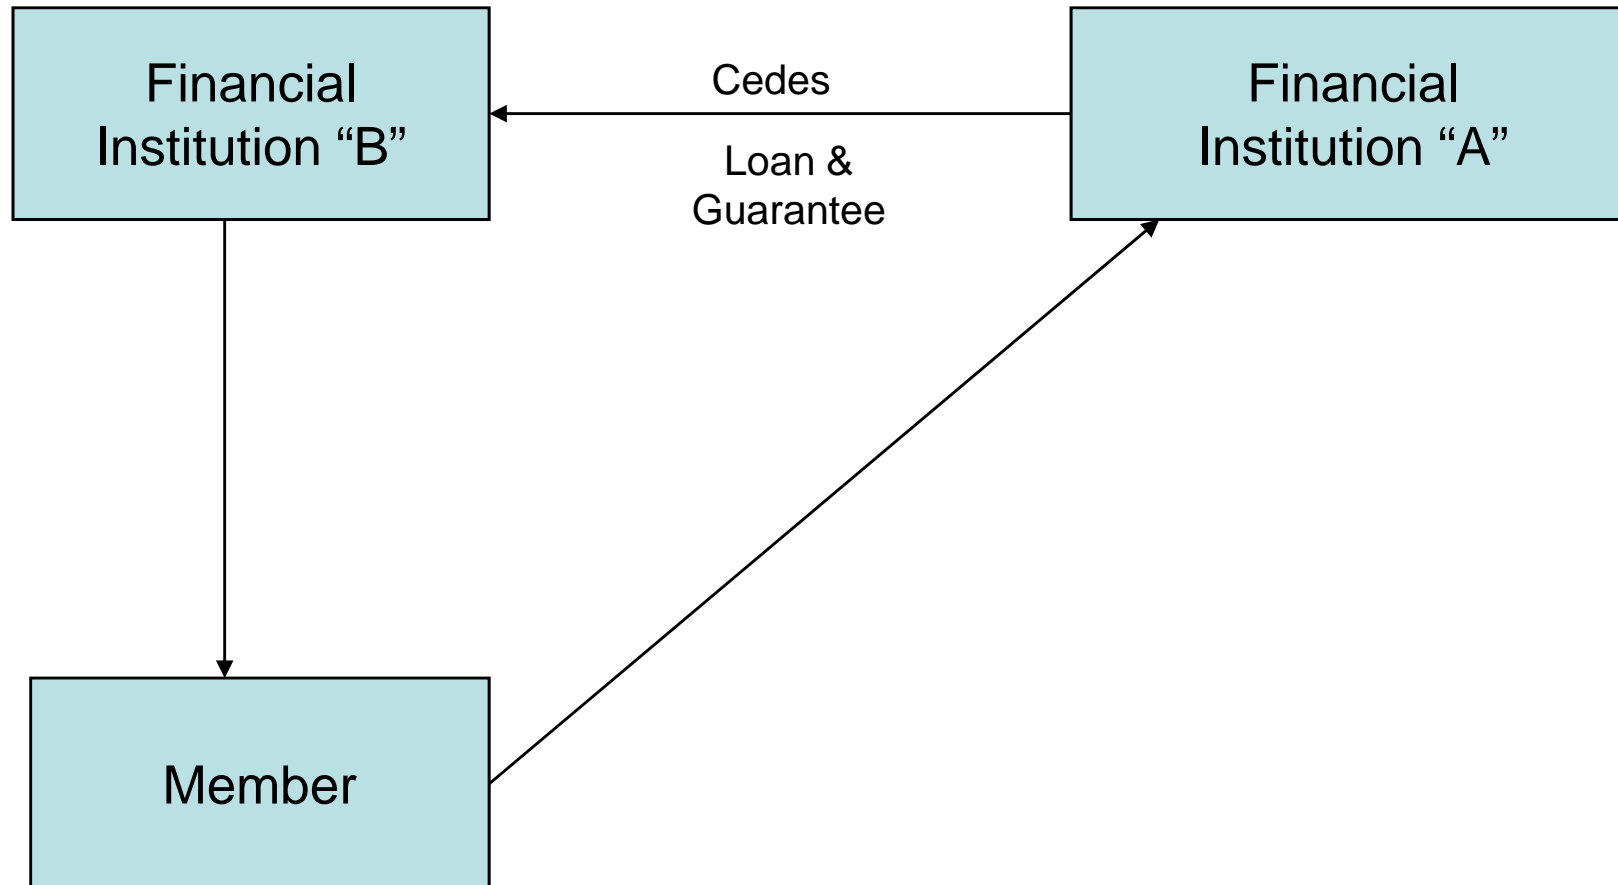 Financial
Institution “B”
Cedes
Loan &
Guarantee
Financial
Institution “A”
Member